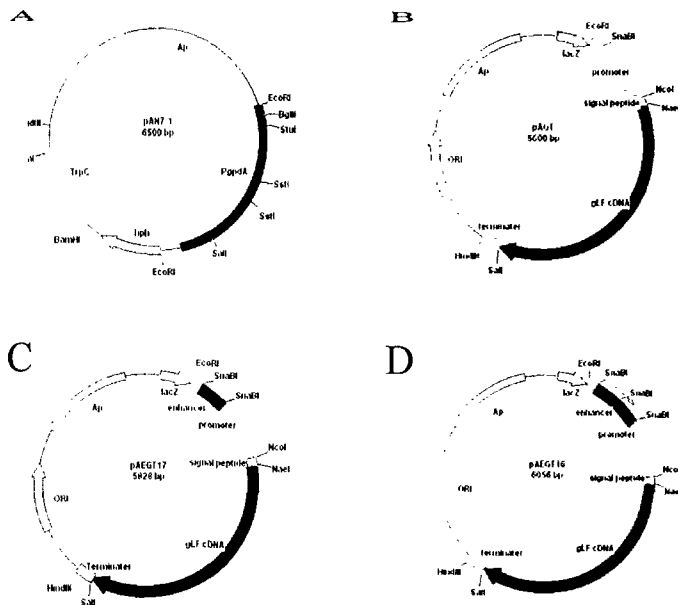 A
Ap
EcoRI
BglII
StuI
pAN7 1
6500 bp
TrpC
PgpdA
SstI
SstI
BamHI
hph
SalI
EcoRI
B
EcoRI
SnaBI
lacZ
Ap
promoter
NcoI
signal peptide
NaeI
pAGT
5600 bp
ORI
gLF cDNA
terminater
HindIII
SalI
C
EcoRI
SnaBI
lacZ
SnaBI
Ap
enhancer
promoter
NcoI
pAEGT17
signal peptide
NaeI
5828 bp
ORI
gLF cDNA
terminater
HindIII
SalI
D
EcoRI
SnaBI
lacZ
SnaBI
Ap
enhancer
SnaBI
promoter
NcoI
pAEGT16
signal peptide
6056 bp
ORI
gLF cDNA
terminater
HindIII
SalI